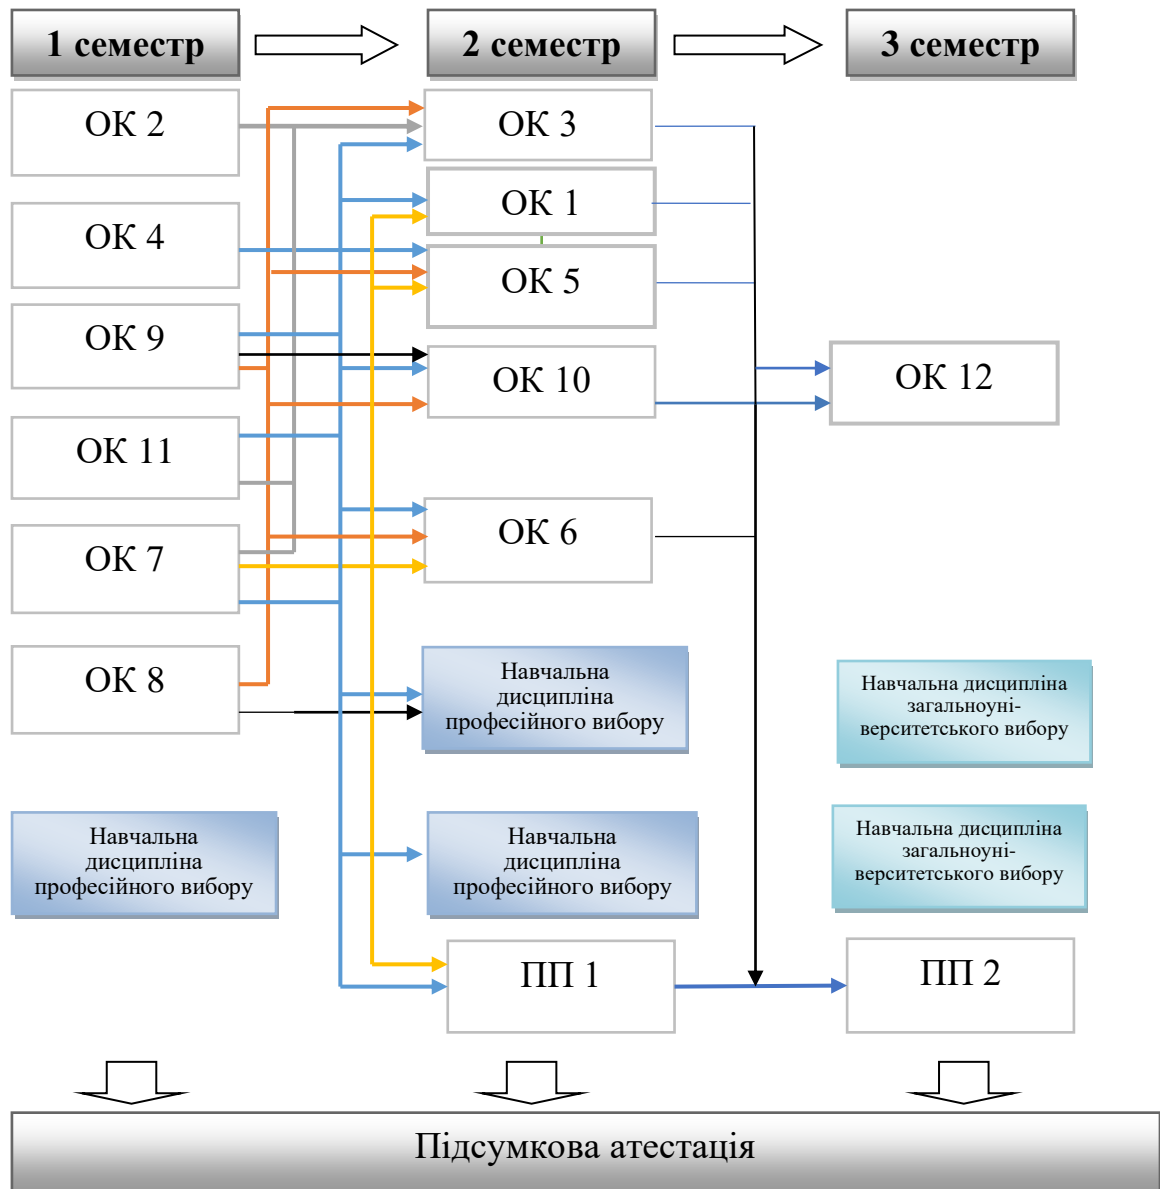 1 семестр
2 семестр
3 семестр
ОК 2
ОК 4
ОК 9
ОК 11
ОК 7
ОК 8
Навчальна
дисципліна
професійного вибору
ОК 3
ОК 1
ОК 5
ОК 10
ОК 6
Навчальна
дисципліна
професійного вибору
Навчальна
дисципліна
професійного вибору
ПП 1
ОК 12
Навчальна дисципліна
загальноуні-
верситетського вибору
Навчальна дисципліна
загальноуні-
верситетського вибору
ПП 2
Підсумкова атестація